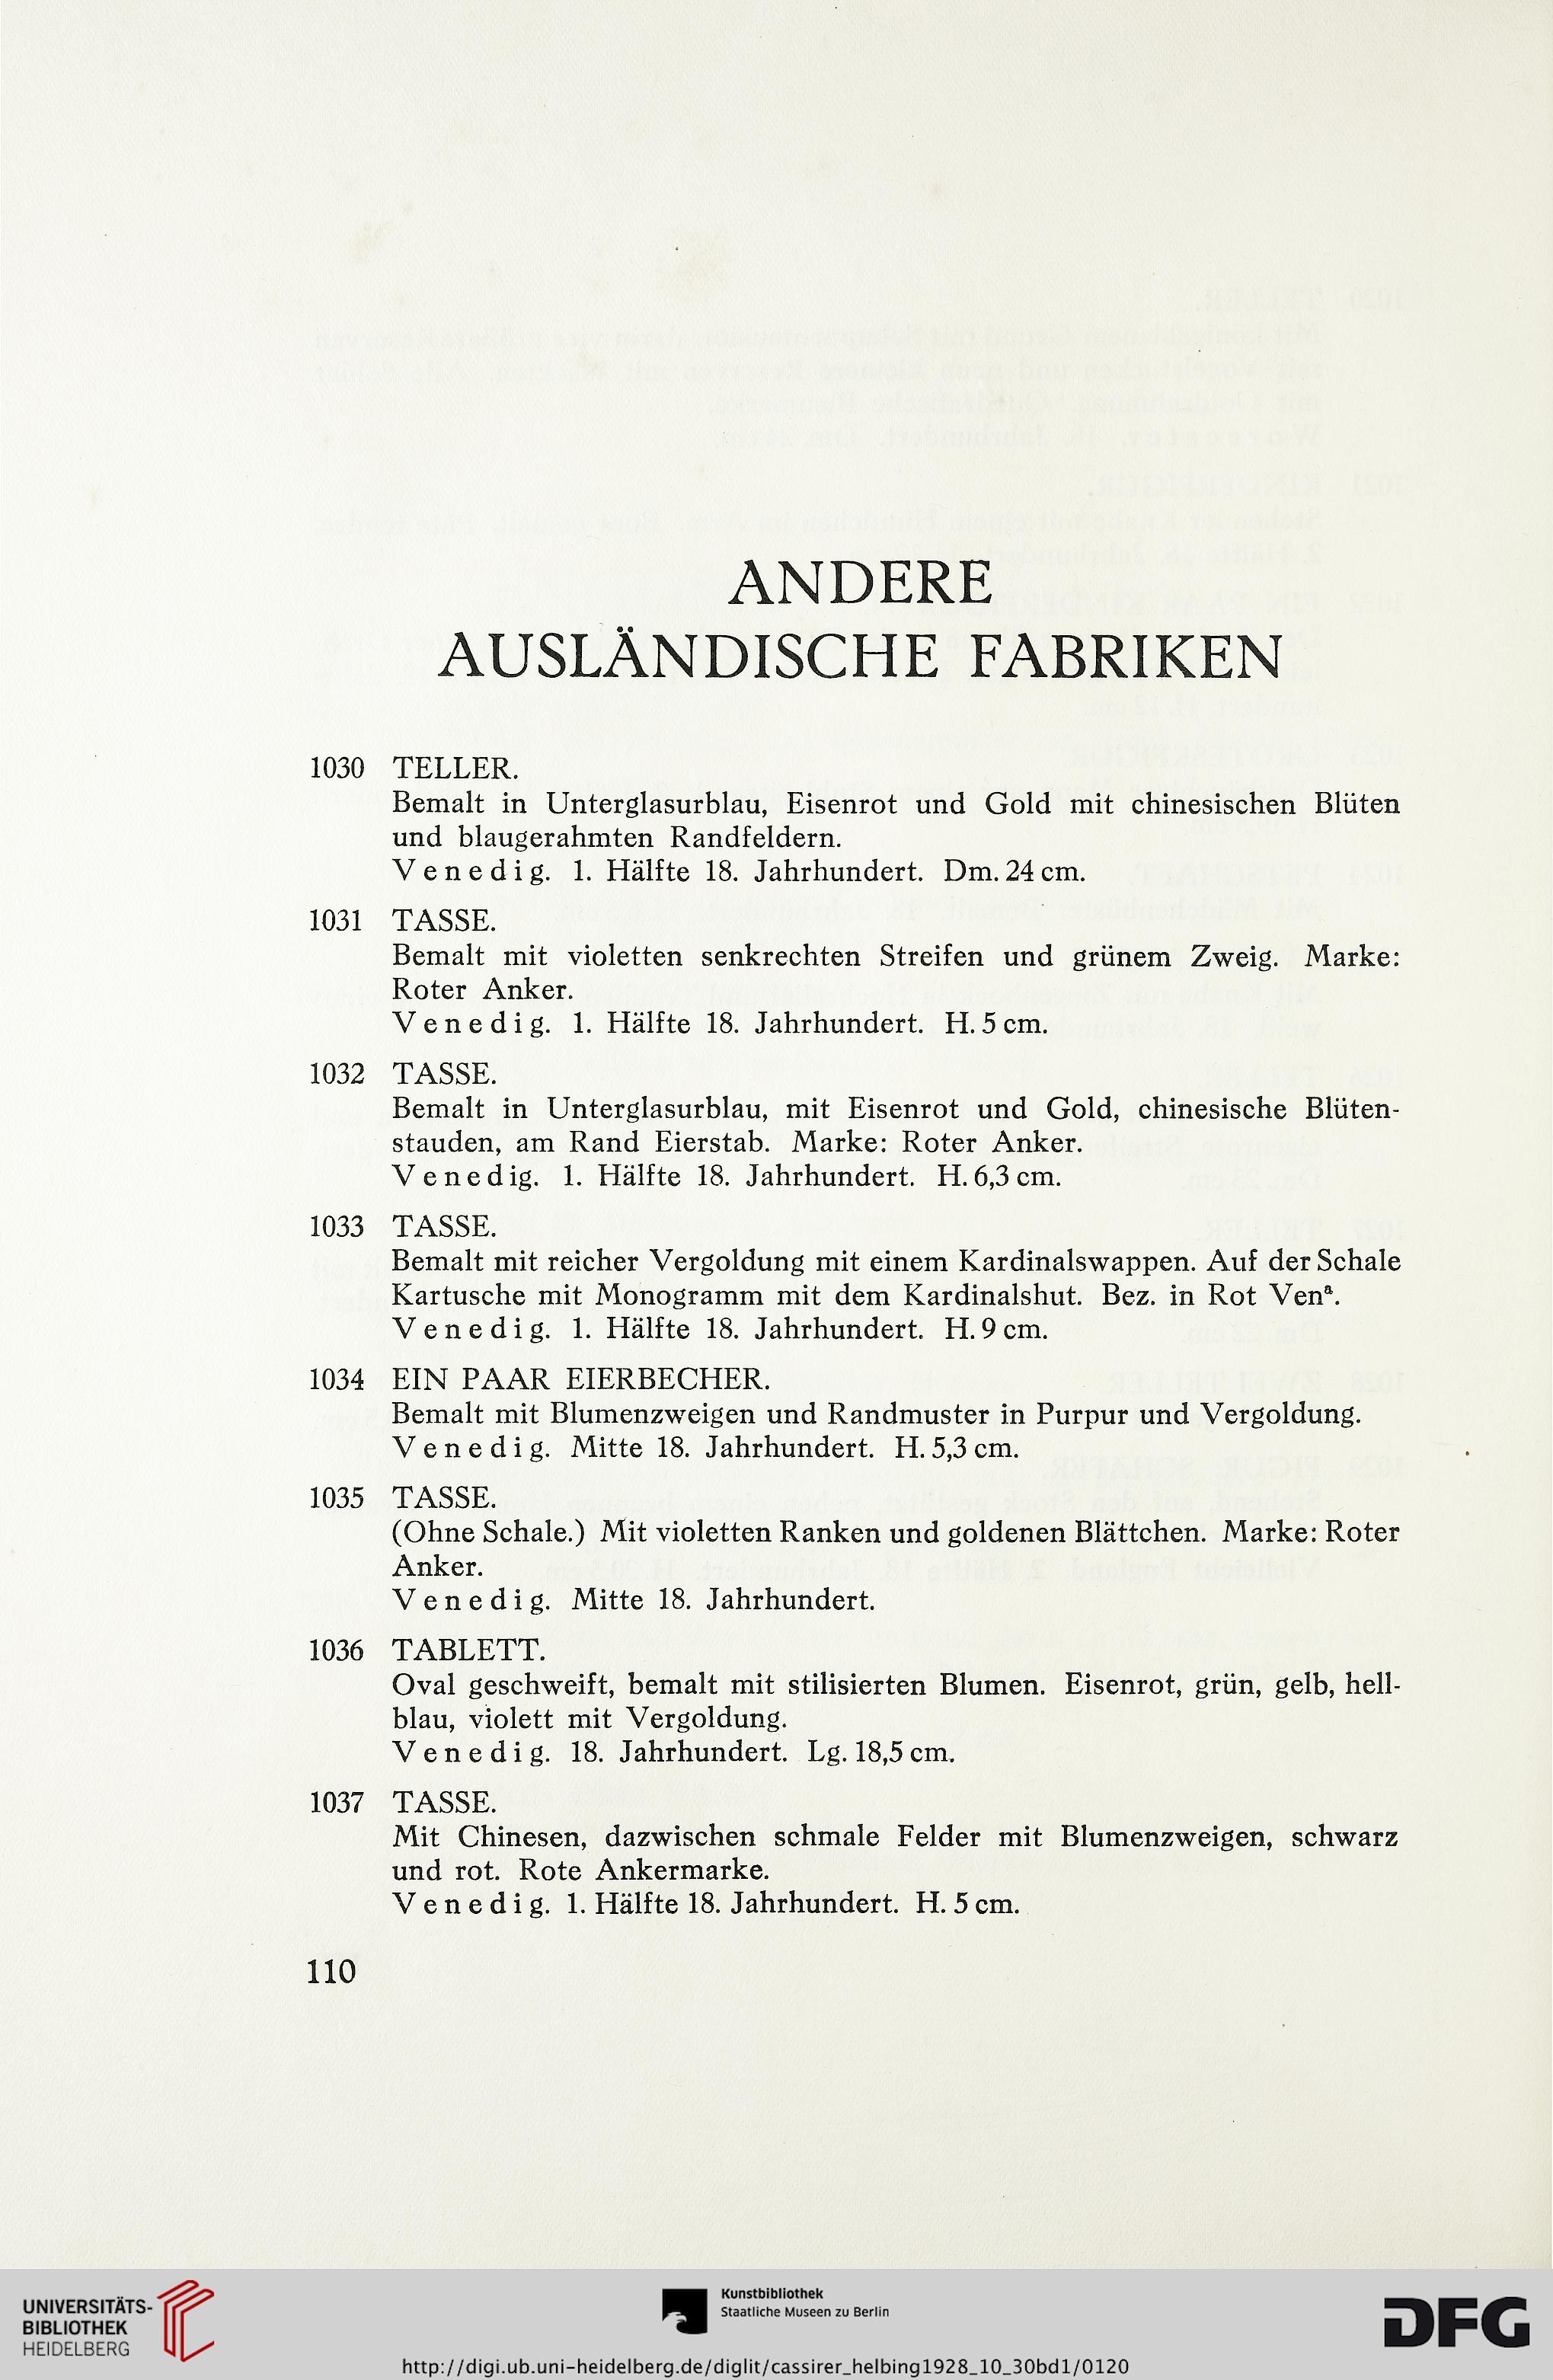 ANDERE
AUSLÄNDISCHE FABRIKEN
1030 TELLER.
Bemalt in Unterglasurblau, Eisenrot und Gold mit chinesischen Blüten
und blaugerahmten Randfeldern.
Venedig. 1. Hälfte 18. Jahrhundert. Dm. 24 cm.
1031 TASSE.
Bemalt mit violetten senkrechten Streifen und grünem Zweig. Marke:
Roter Anker.
Venedig. 1. Hälfte 18. Jahrhundert. H. 5 cm.
1032 TASSE.
Bemalt in Unterglasurblau, mit Eisenrot und Gold, chinesische Blüten-
stauden, am Rand Eierstab. Marke: Roter Anker.
Venedig. 1. Hälfte 18. Jahrhundert. H. 6,3 cm.
1033 TASSE.
Bemalt mit reicher Vergoldung mit einem Kardinalswappen. Auf der Schale
Kartusche mit Monogramm mit dem Kardinalshut. Bez. in Rot Venª.
Venedig. 1. Hälfte 18. Jahrhundert. H. 9 cm.
1034 EIN PAAR EIERBECHER.
Bemalt mit Blumenzweigen und Randmuster in Purpur und Vergoldung.
Venedig. Mitte 18. Jahrhundert. H. 5,3 cm.
1035 TASSE.
(Ohne Schale.) Mit violetten Ranken und goldenen Blättchen. Marke: Roter
Anker.
Venedig. Mitte 18. Jahrhundert.
1036 TABLETT.
Oval geschweift, bemalt mit stilisierten Blumen. Eisenrot, grün, gelb, hell-
blau, violett mit Vergoldung.
Venedig. 18. Jahrhundert. Lg. 18,5 cm.
1037 TASSE.
Mit Chinesen, dazwischen schmale Felder mit Blumenzweigen, schwarz
und rot. Rote Ankermarke.
Venedig. 1. Hälfte 18. Jahrhundert. H. 5 cm.
110
UNIVERSITÄTS-
BIBLIOTHEK
HEIDELBERG
Kunstbibliothek
Staatliche Museen zu Berlin
DFG
http://digi.ub.uni-heidelberg.de/diglit/cassirer_helbing1928_10_30bd1/0120